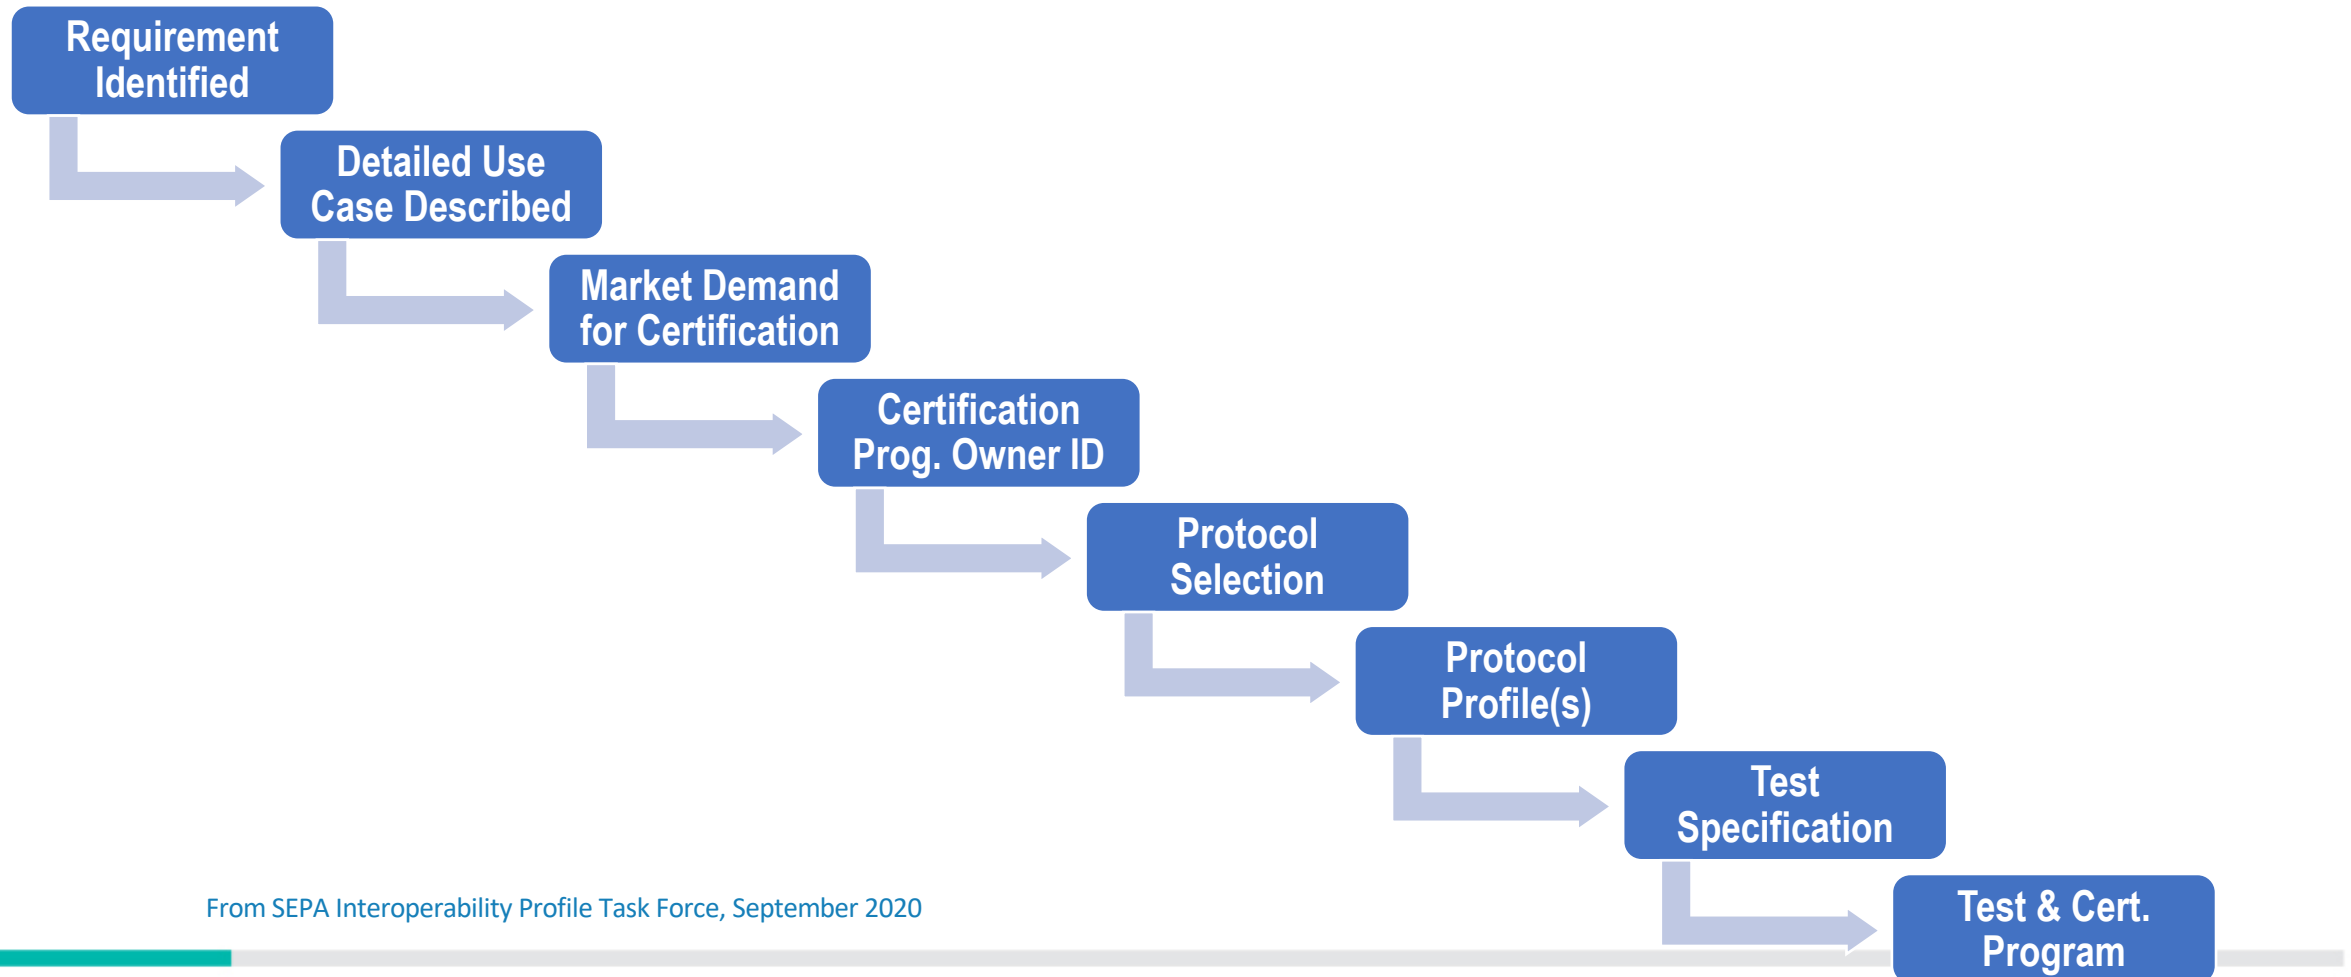 Requirement
Identified
Detailed Use
Case Described
Market Demand
for Certification
Certification
Prog. Owner ID
Protocol
Selection
Protocol
Profile(s)
Test
Specification
Test & Cert.
Program
From SEPA Interoperability Profile Task Force, September 2020